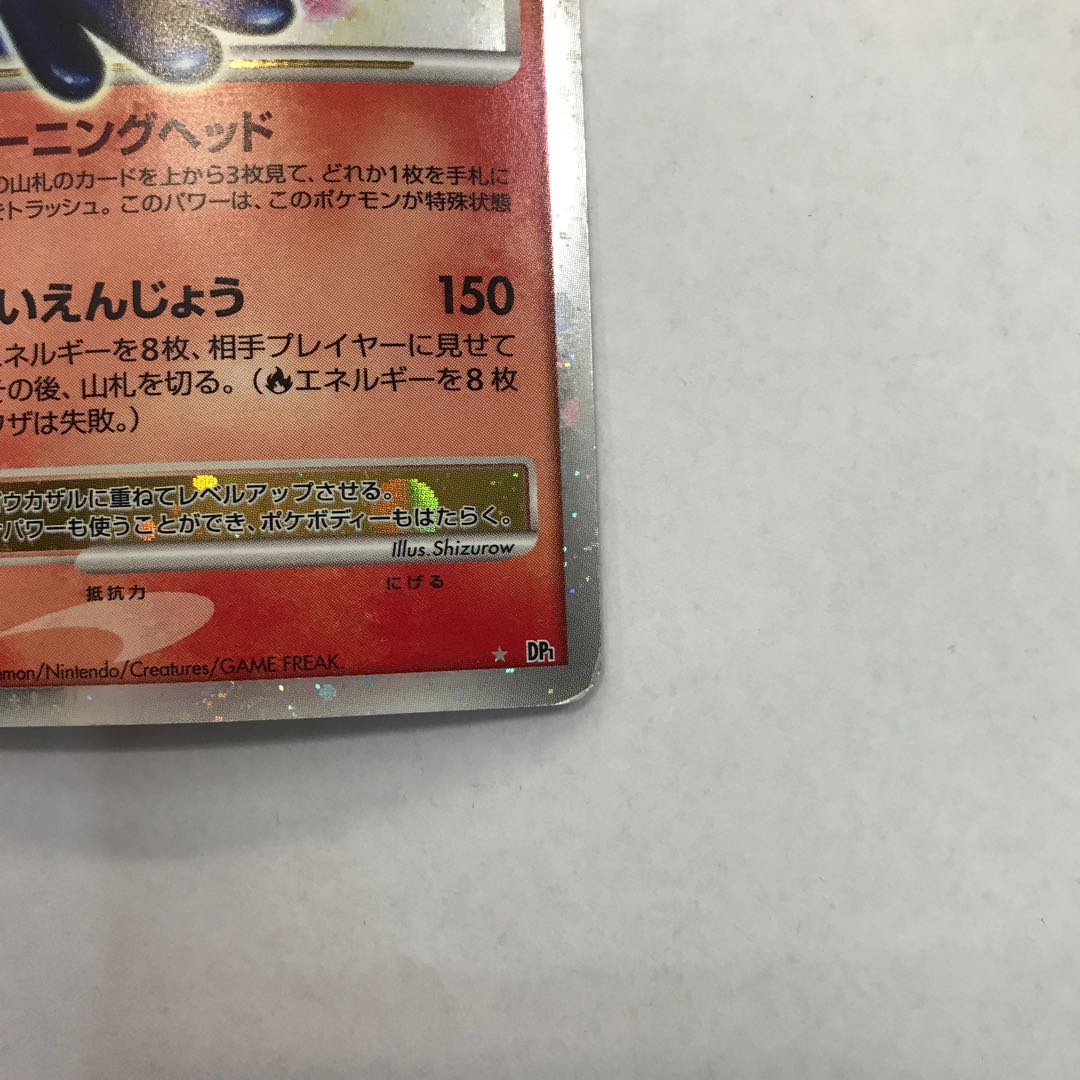 ーニングヘッド
の山札のカードを上から3枚見て、どれか1枚を手札に
をトラッシュ。このパワーは、このポケモンが特殊状態
いえんじょう 150
エネルギーを8枚、相手プレイヤーに見せて
その後、山札を切る。(エネルギーを8枚
ワザは失敗。)
ゴウカザルに重ねてレベルアップさせる。
パワーも使うことができ、ポケボディーもはたらく。
Illus.Shizurow
抵抗力 にげる
emon/Nintendo/Creatures/GAME FREAK.
★ DP1